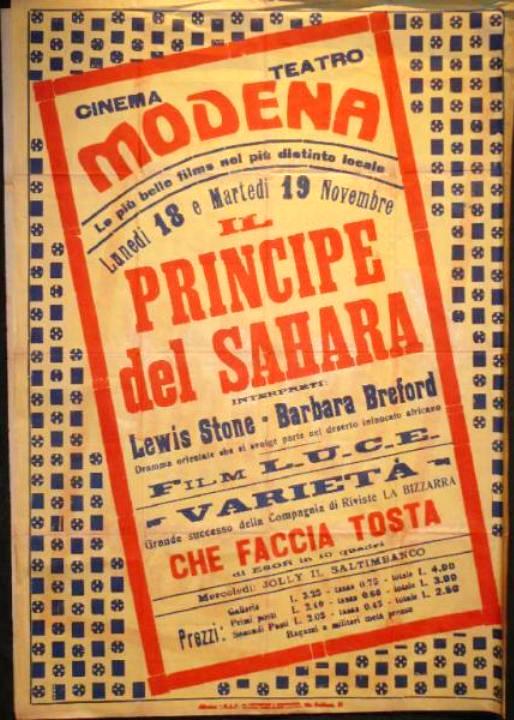 CINEMA TEATRO
MODENA
Le più belle films nel più distinto locale
Lunedì 18 e Martedì 19 Novembre
IL
PRINCIPE
del SAHARA
INTERPRETI:
Lewis Stone - Barbara Breford
Dramma orientale che si svolge parte nel deserto infuocato africano
FILM L.U.C.E.
- VARIETÀ -
Grande successo della Compagnia di Riviste LA BIZZARRA
CHE FACCIA TOSTA
di ESOR in 10 quadri
Mercoledì: JOLLY IL SALTIMBANCO
Prezzi:
Galleria L. 3.25 - tassa 0.75 - totale L. 4.00
Primi posti L. 2.40 - tassa 0.60 - totale L. 3.00
Secondi Posti L. 2.05 - tassa 0.45 - totale L. 2.50
Ragazzi e militari metà prezzo